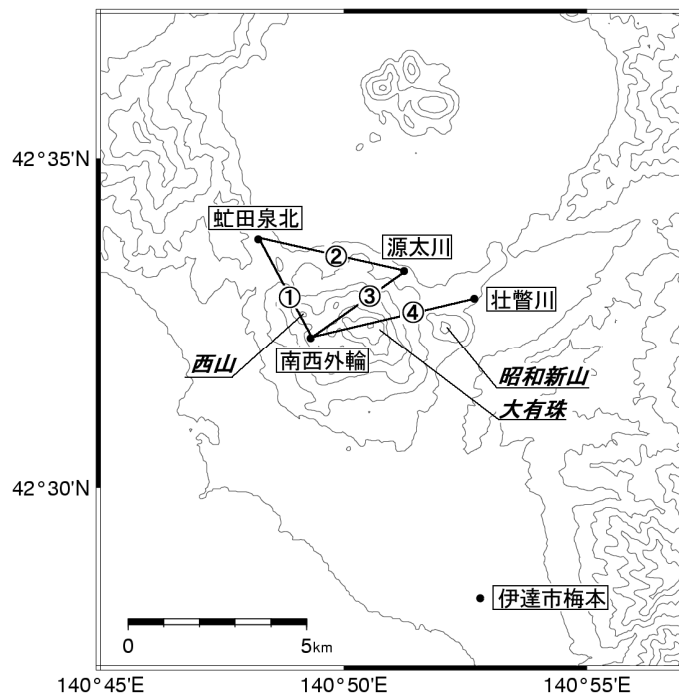 42°35'N
虻田泉北
②
源太川
①
③
④
壮瞥川
西山
南西外輪
昭和新山
大有珠
42°30'N
伊達市梅本
0
5km
140°45'E
140°50'E
140°55'E